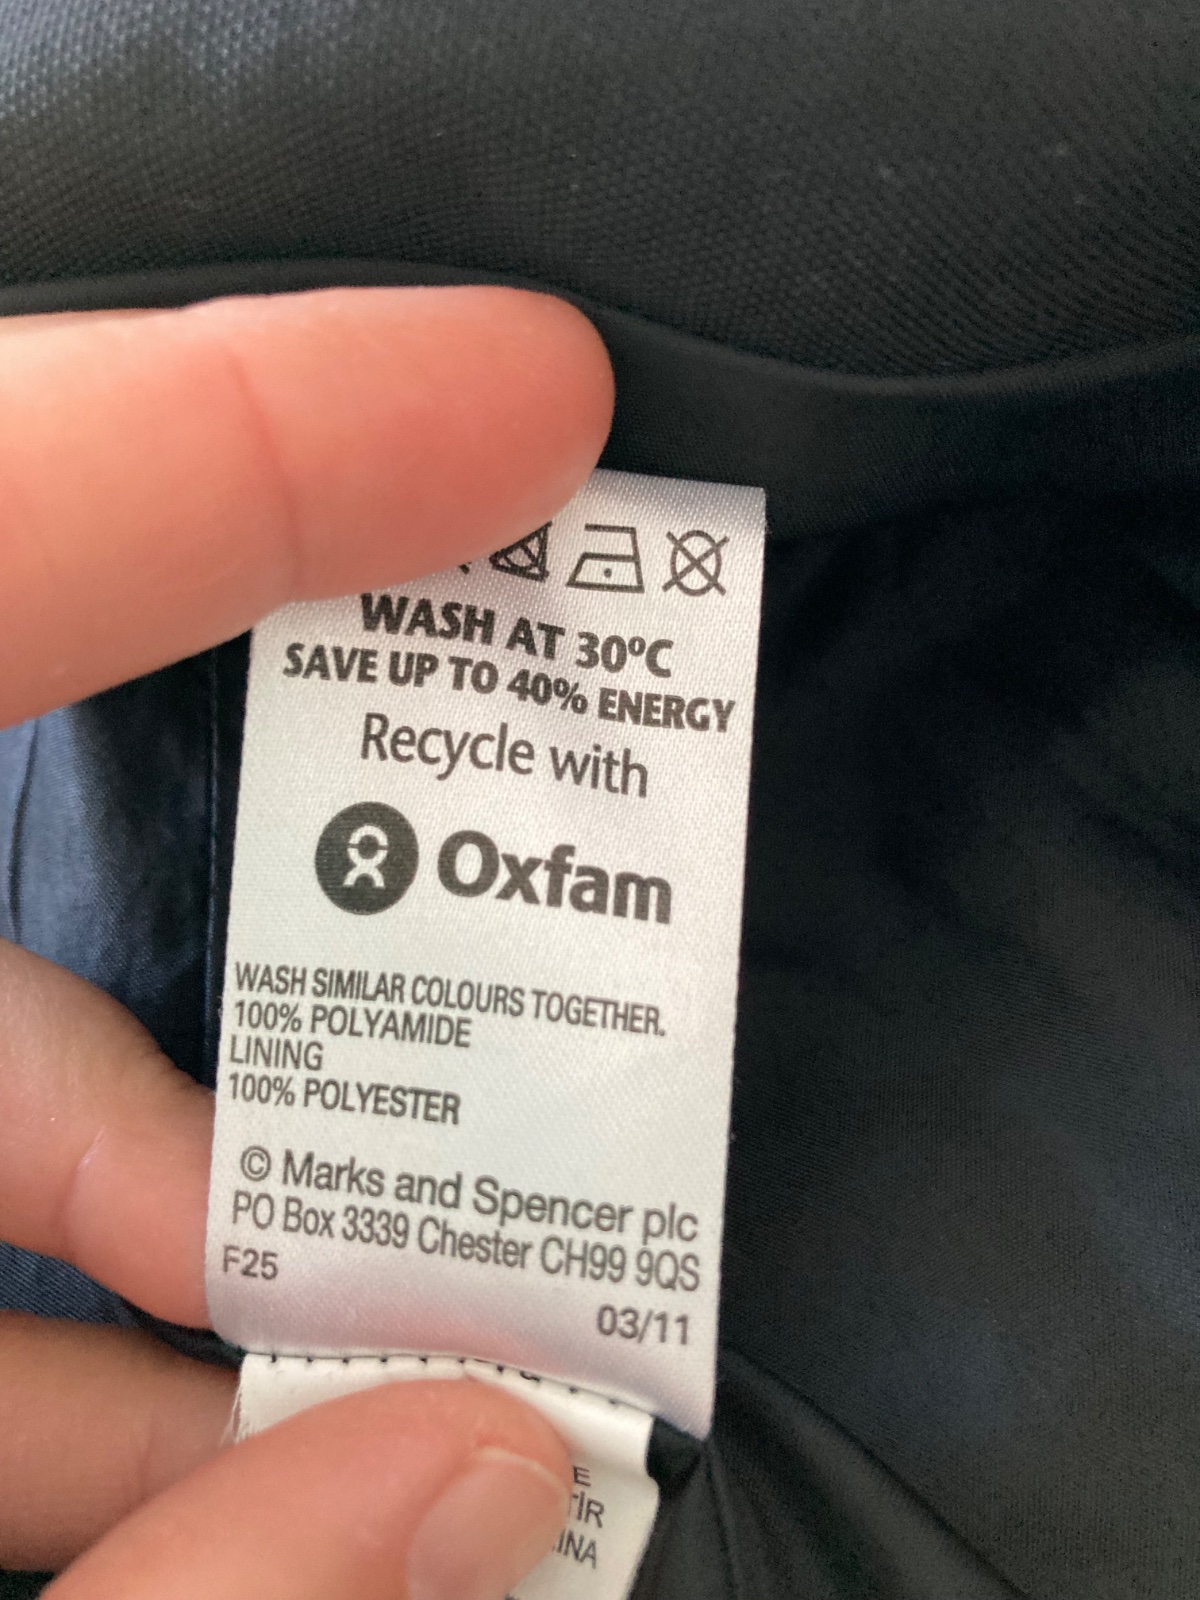 WASH AT 30ºC
SAVE UP TO 40% ENERGY
Recycle with
Oxfam
WASH SIMILAR COLOURS TOGETHER.
100% POLYAMIDE
LINING
100% POLYESTER
© Marks and Spencer plc
PO Box 3339 Chester CH99 9QS
F25
03/11